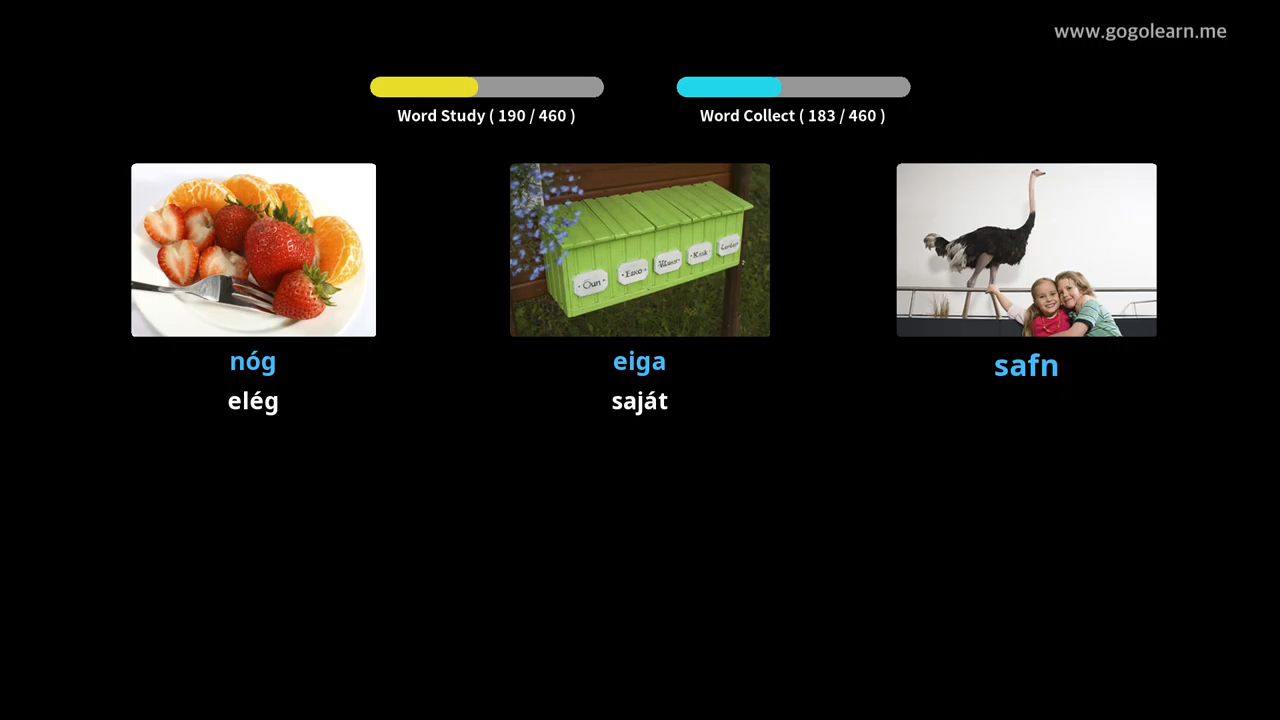 www.gogolearn.me
Word Study ( 190 / 460 )
Word Collect ( 183 / 460 )
nóg
elég
eiga
saját
safn